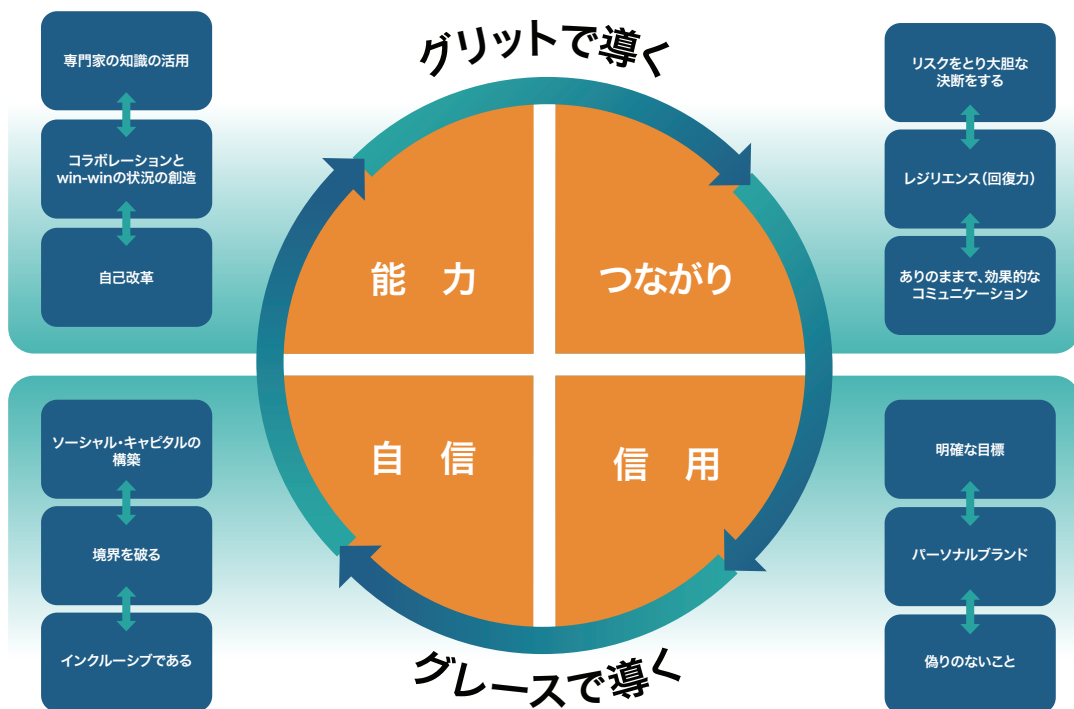 グリットで導く
専門家の知識の活用
コラボレーションと
win-winの状況の創造
自己改革
能 力
つながり
リスクをとり大胆な
決断をする
レジリエンス(回復力)
ありのままで、効果的な
コミュニケーション
ソーシャル・キャピタルの
構築
境界を破る
インクルーシブである
自 信
信 用
明確な目標
パーソナルブランド
偽りのないこと
グレースで導く